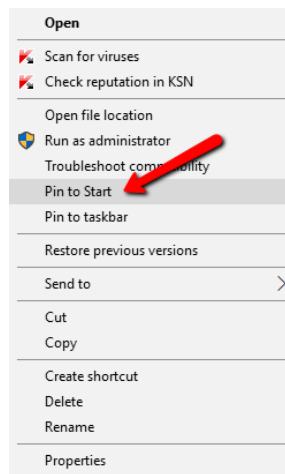 Open
Scan for viruses
Check reputation in KSN
Open file location
Run as administrator
Troubleshoot compatibility
Pin to Start
Pin to taskbar
Restore previous versions
Send to
Cut
Copy
Create shortcut
Delete
Rename
Properties